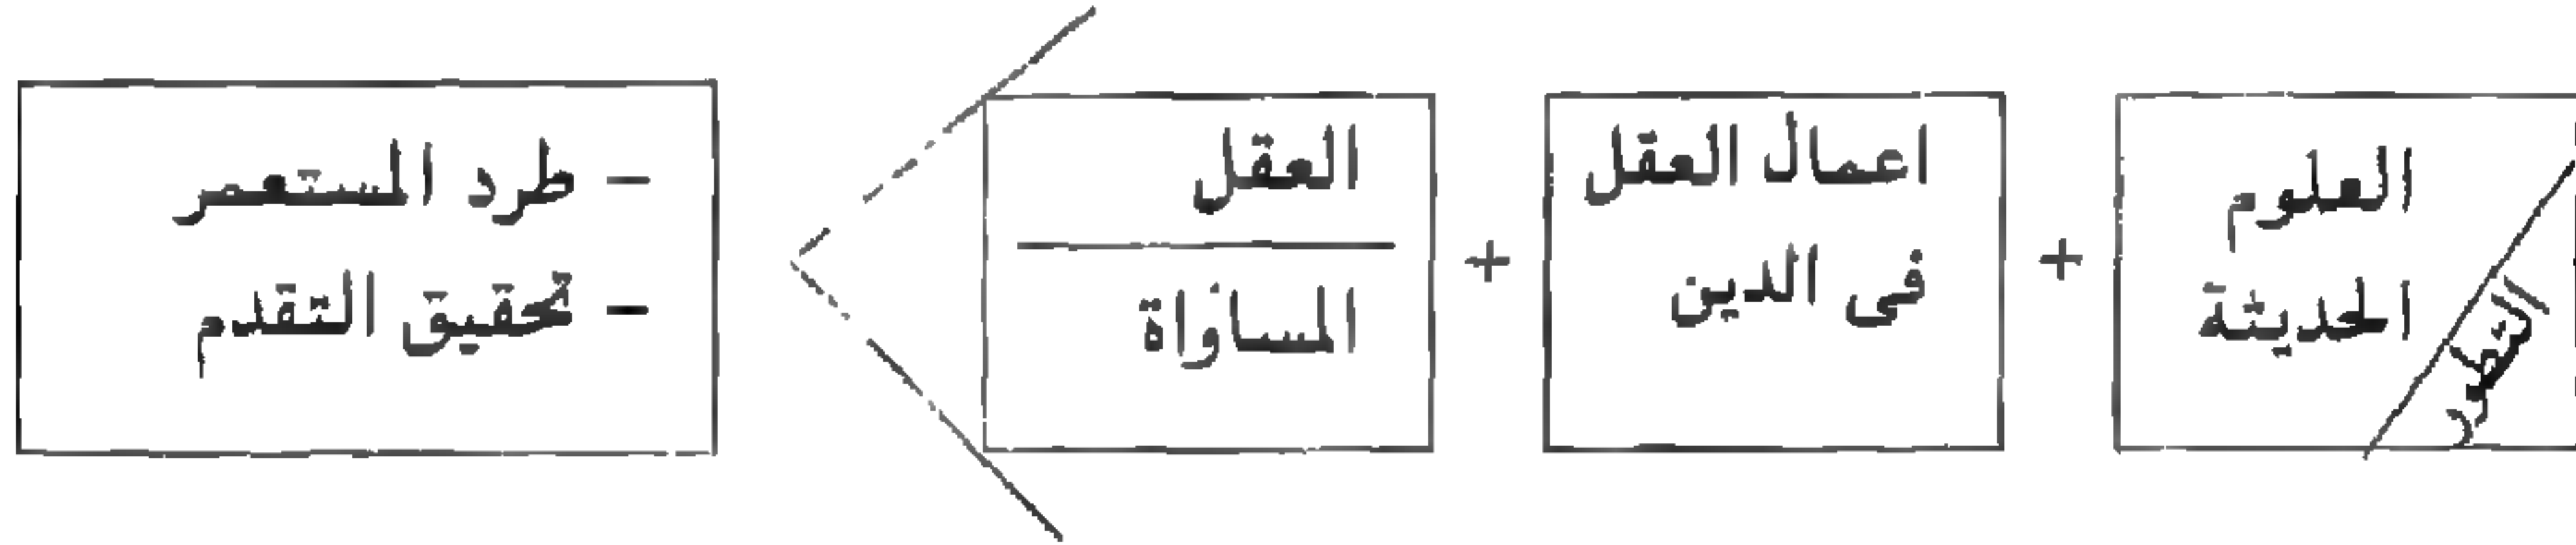 العلوم
الحديثة
التطور
+
اعمال العقل
فى الدين
+
العقل
المساواة
- طرد المستعمر
- تحقيق التقدم